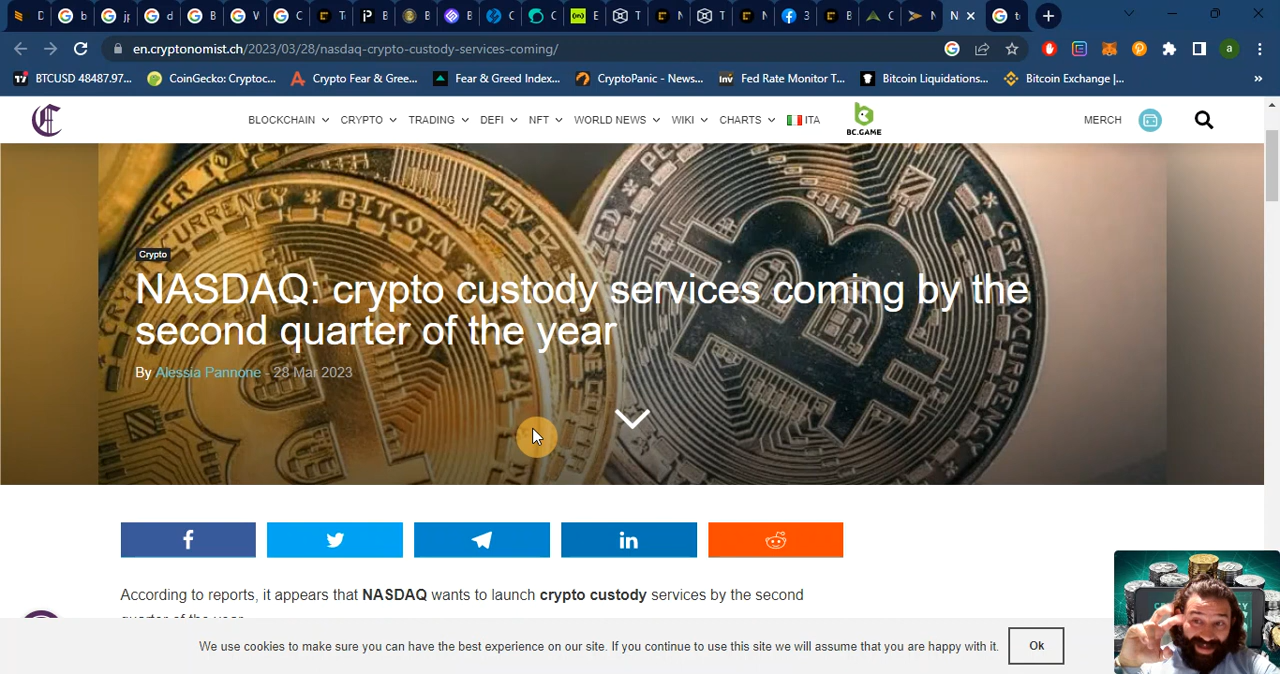 en.cryptonomist.ch/2023/03/28/nasdaq-crypto-custody-services-coming/
a
BTCUSD 48487.97...
CoinGecko: Cryptoc...
Crypto Fear & Gree...
Fear & Greed Index...
CryptoPanic - News...
Fed Rate Monitor T...
Bitcoin Liquidations...
Bitcoin Exchange |...
»
BLOCKCHAIN CRYPTO TRADING DEFI NFT WORLD NEWS WIKI CHARTS ITA
BC.GAME
MERCH
Crypto
NASDAQ: crypto custody services coming by the
second quarter of the year
By Alessia Pannone - 28 Mar 2023
According to reports, it appears that NASDAQ wants to launch crypto custody services by the second
We use cookies to make sure you can have the best experience on our site. If you continue to use this site we will assume that you are happy with it.
Ok